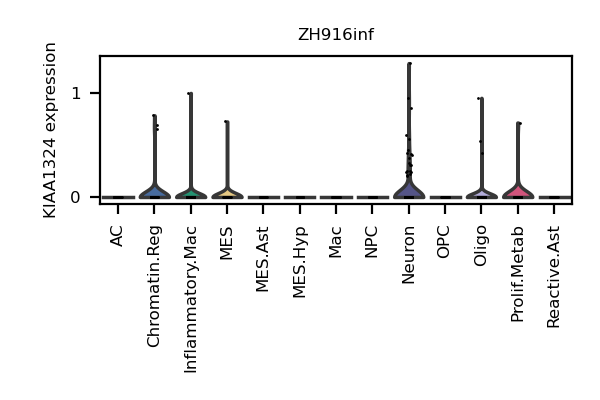 ZH916inf
KIAA1324 expression
1
0
AC
Chromatin.Reg
Inflammatory.Mac
MES
MES.Ast
MES.Hyp
Mac
NPC
Neuron
OPC
Oligo
Prolif.Metab
Reactive.Ast